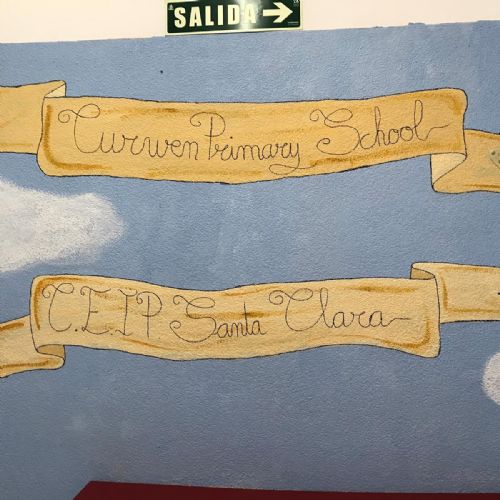 SALIDA
Curwen Primary School
C.E.I.P. Santa Clara